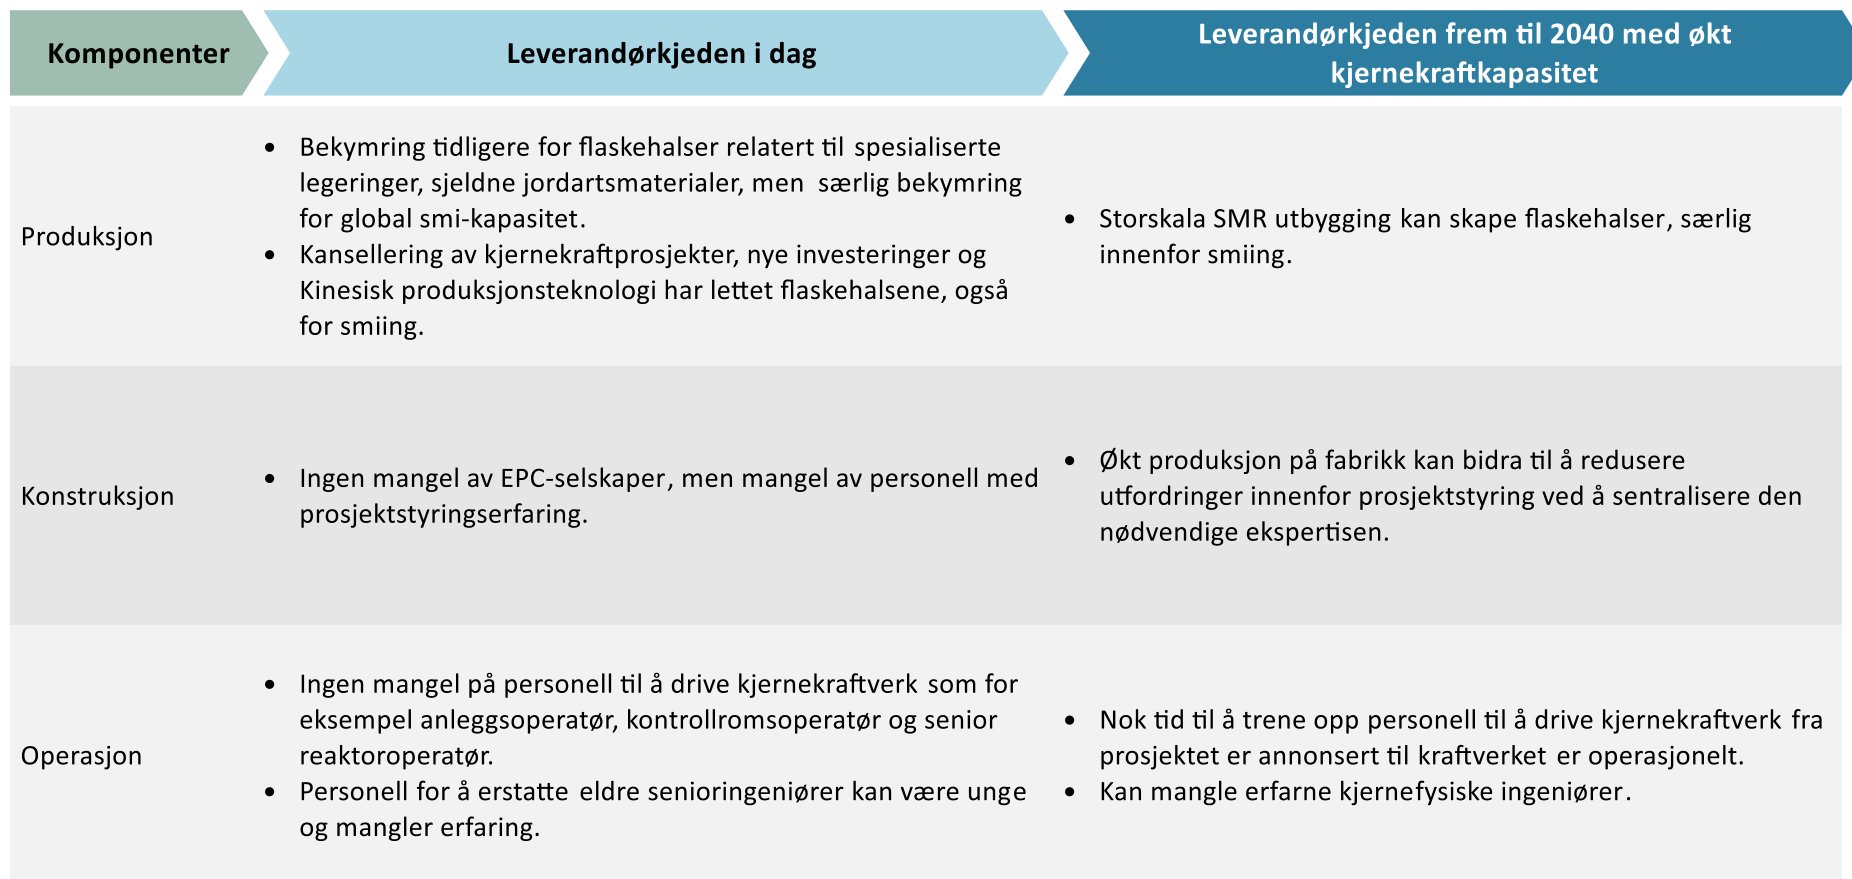 Komponenter
Leverandørkjeden i dag
Leverandørkjeden frem til 2040 med økt
kjernekraftkapasitet
Produksjon
• Bekymring tidligere for flaskehalser relatert til spesialiserte
legeringer, sjeldne jordartsmaterialer, men særlig bekymring
for global smi-kapasitet.
• Kansellering av kjernekraftprosjekter, nye investeringer og
Kinesisk produksjonsteknologi har lettet flaskehalsene, også
for smiing.
• Storskala SMR utbygging kan skape flaskehalser, særlig
innenfor smiing.
Konstruksjon
• Ingen mangel av EPC-selskaper, men mangel av personell med
prosjektstyringserfaring.
• Økt produksjon på fabrikk kan bidra til å redusere
utfordringer innenfor prosjektstyring ved å sentralisere den
nødvendige ekspertisen.
Operasjon
• Ingen mangel på personell til å drive kjernekraftverk som for
eksempel anleggsoperatør, kontrollromsoperatør og senior
reaktoroperatør.
• Personell for å erstatte eldre senioringeniører kan være unge
og mangler erfaring.
• Nok tid til å trene opp personell til å drive kjernekraftverk fra
prosjektet er annonsert til kraftverket er operasjonelt.
• Kan mangle erfarne kjernefysiske ingeniører.